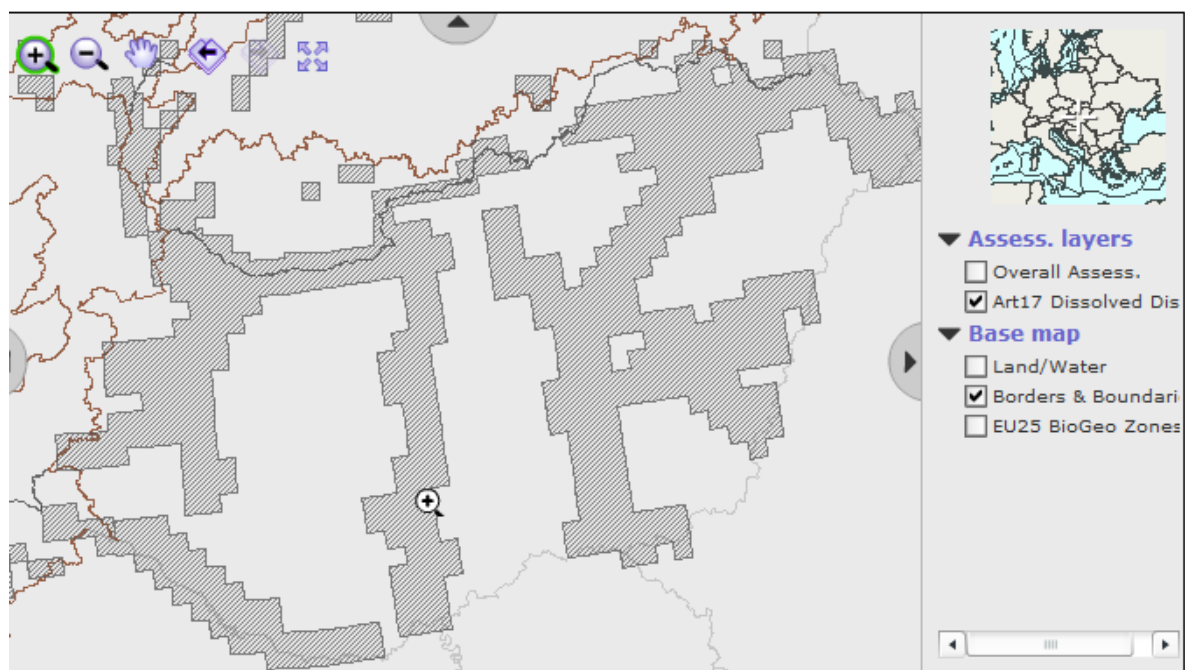 Assess. layers
Overall Assess.
Art17 Dissolved Dis
Base map
Land/Water
Borders & Boundari
EU25 BioGeo Zones